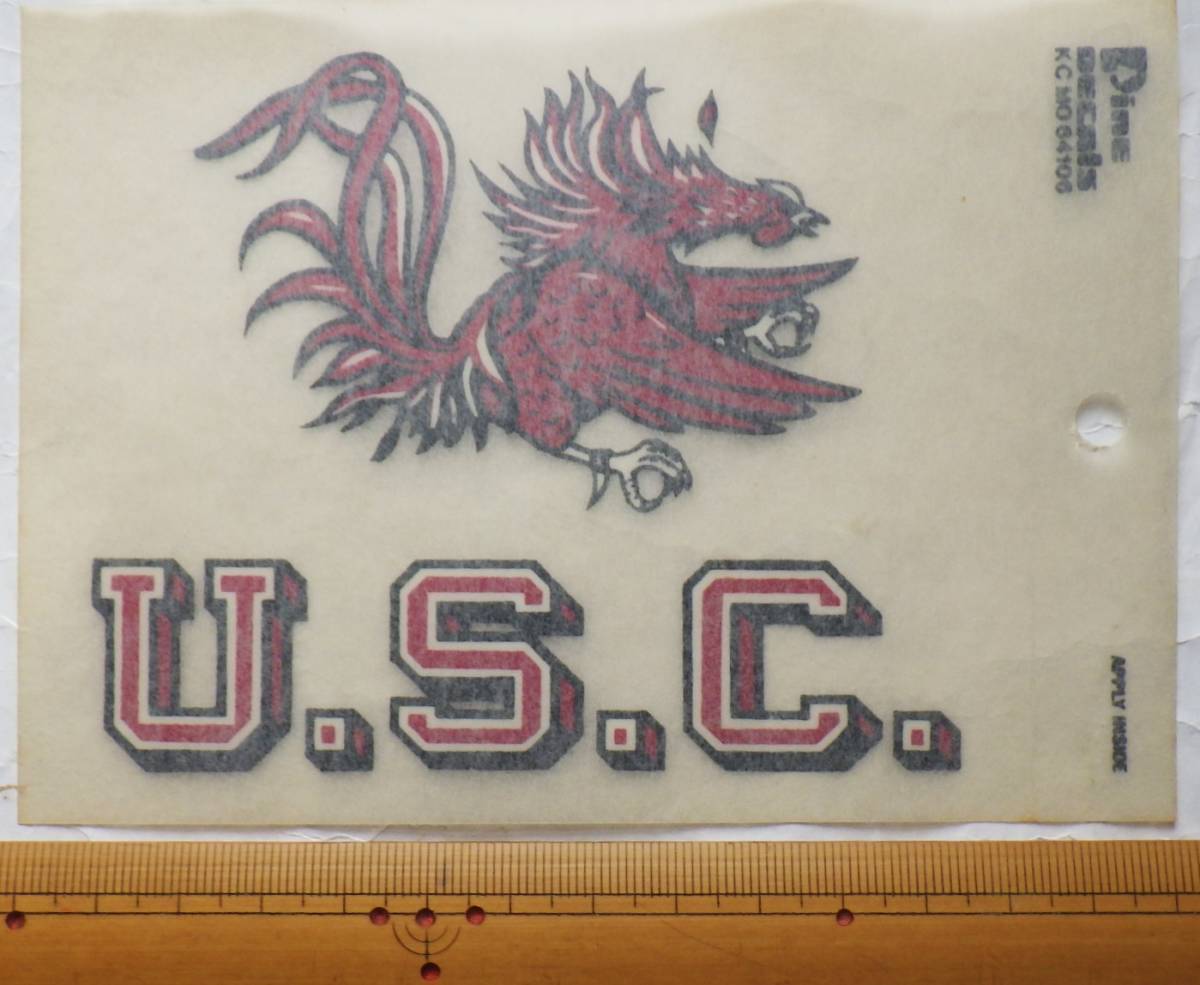 Dine
DECALS
KC MO 64106
U.S.C.
APPLY INSIDE